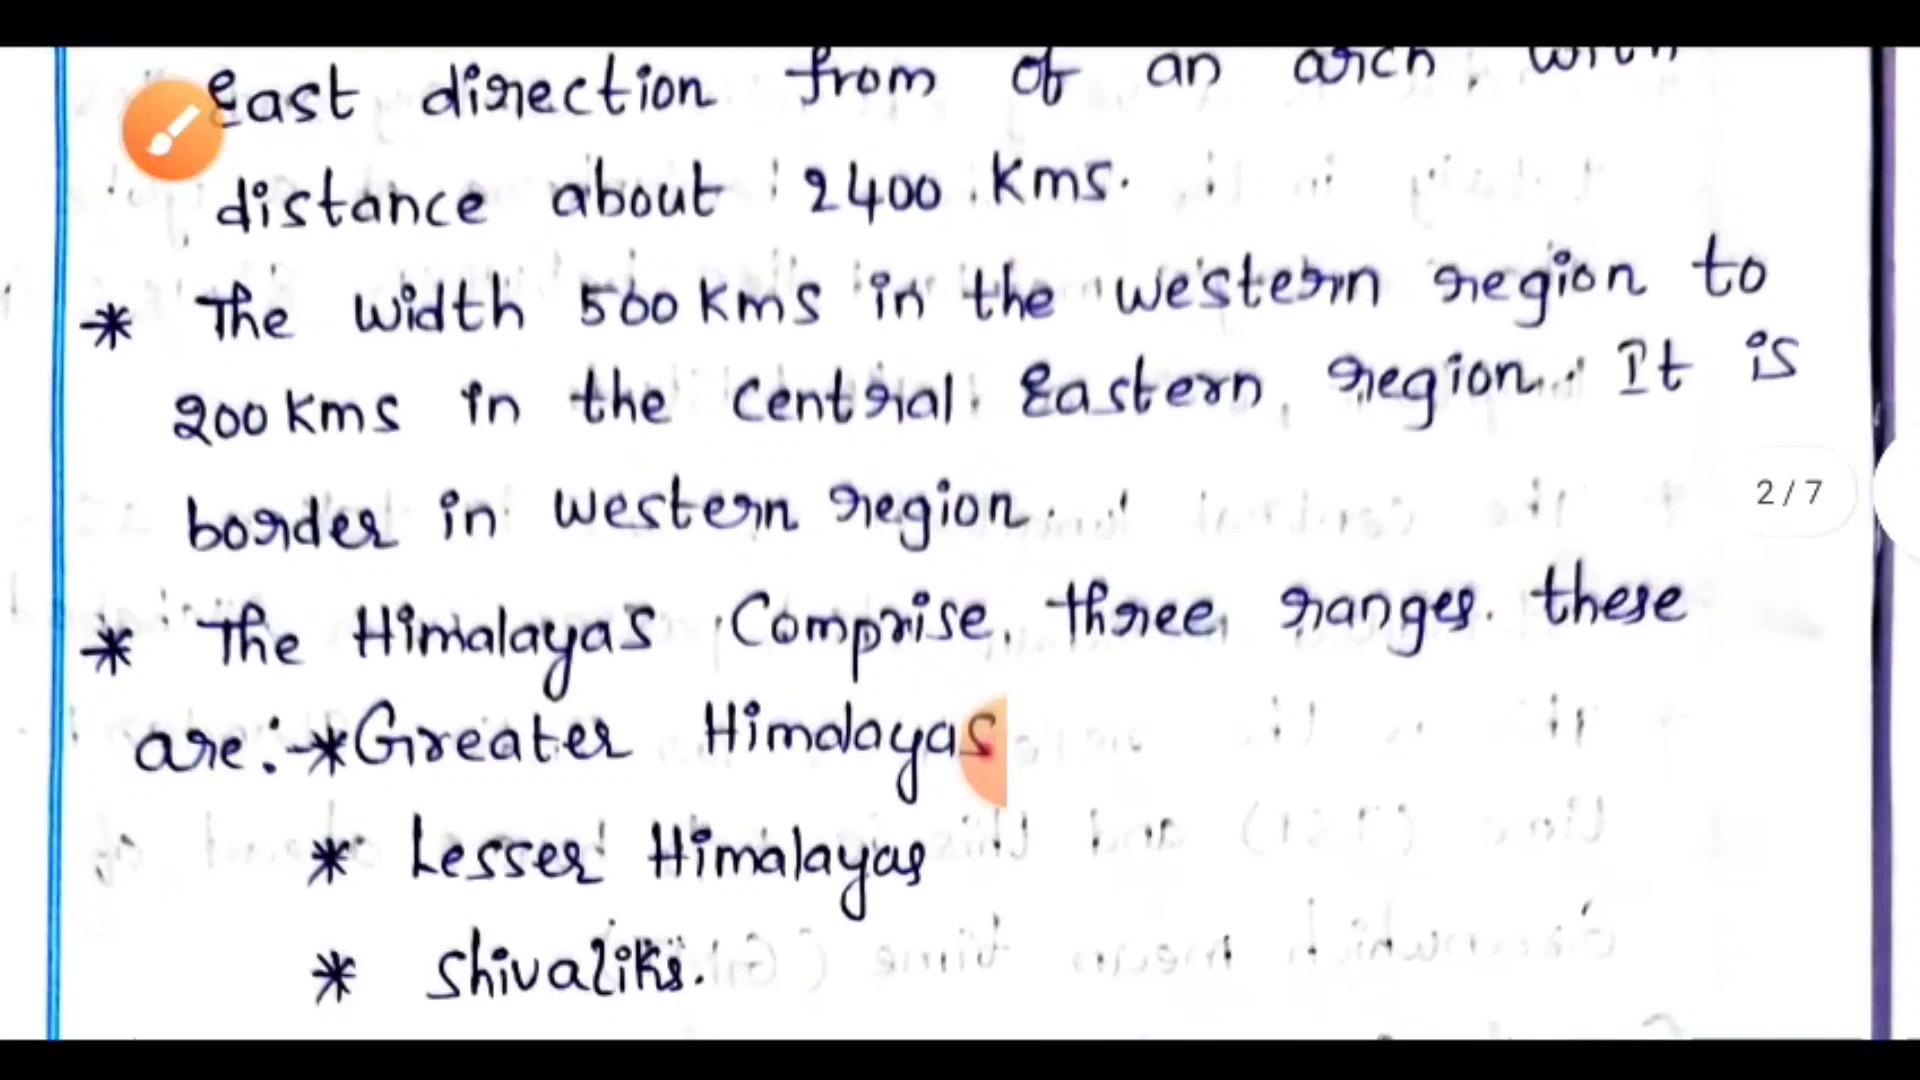 East direction from of an arch, with
distance about 2400 kms.
* The width 500 kms in the western region to
200 kms in the central Eastern region. It is
border in western region.
2/7
* The Himalayas Comprise three ranges. these
are:-*Greater Himalayas
* Lesser Himalayas
* Shivaliks.